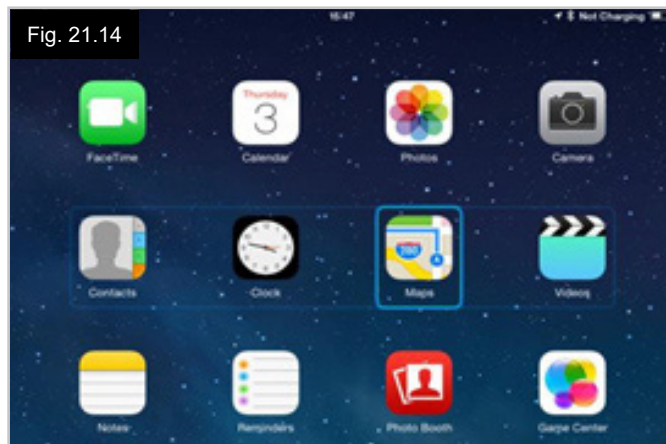 Fig. 21.14
15:47
Not Charging
FaceTime
Thursday
3
Calendar
Photos
Camera
Contacts
Clock
280
Maps
Videos
Notes
Reminders
Photo Booth
Game Center